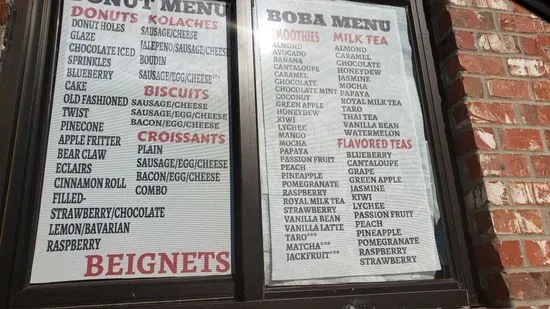 DONUT MENU
DONUTS
DONUT HOLES
GLAZE
CHOCOLATE ICED
SPRINKLES
BLUEBERRY
CAKE
OLD FASHIONED
TWIST
PINECONE
APPLE FRITTER
BEAR CLAW
ECLAIRS
CINNAMON ROLL
FILLED-
STRAWBERRY/CHOCOLATE
LEMON/BAVARIAN
RASPBERRY
KOLACHES
SAUSAGE/CHEESE
JALEPENO/SAUSAGE/CHEESE
BOUDIN
SAUSAGE/EGG/CHEESE***
BISCUITS
SAUSAGE/CHEESE
SAUSAGE/EGG/CHEESE
BACON/EGG/CHEESE
CROISSANTS
PLAIN
SAUSAGE/EGG/CHEESE
BACON/EGG/CHEESE
COMBO
BEIGNETS
BOBA MENU
SMOOTHIES
ALMOND
AVOCADO
BANANA
CANTALOUPE
CARAMEL
CHOCOLATE
CHOCOLATE MINT
COCONUT
GREEN APPLE
HONEYDEW
KIWI
LYCHEE
MANGO
MOCHA
PAPAYA
PASSION FRUIT
PEACH
PINEAPPLE
POMEGRANATE
RASPBERRY
ROYAL MILK TEA
STRAWBERRY
VANILLA BEAN
VANILLA LATTE
TARO***
MATCHA***
JACKFRUIT***
MILK TEA
ALMOND
CARAMEL
CHOCOLATE
HONEYDEW
JASMINE
MOCHA
PAPAYA
ROYAL MILK TEA
TARO
THAI TEA
VANILLA BEAN
WATERMELON
FLAVORED TEAS
BLUEBERRY
CANTALOUPE
GRAPE
GREEN APPLE
JASMINE
KIWI
LYCHEE
PASSION FRUIT
PEACH
PINEAPPLE
POMEGRANATE
RASPBERRY
STRAWBERRY